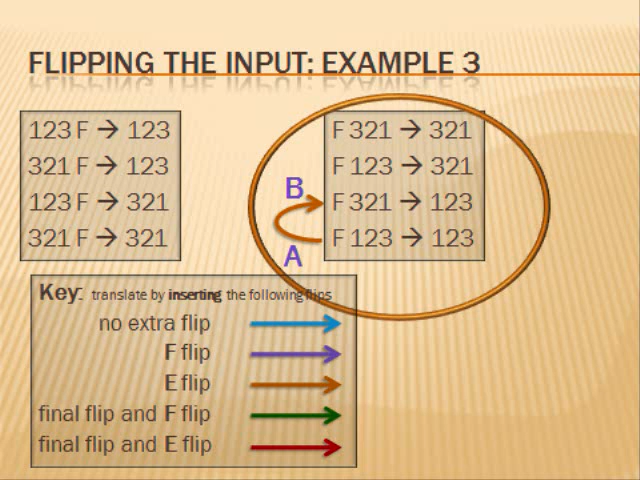 FLIPPING THE INPUT: EXAMPLE 3
123 F → 123
321 F → 123
123 F → 321
321 F → 321
F 321 → 321
F 123 → 321
F 321 → 123
F 123 → 123
B
A
Key: translate by inserting the following flips
no extra flip
F flip
E flip
final flip and F flip
final flip and E flip